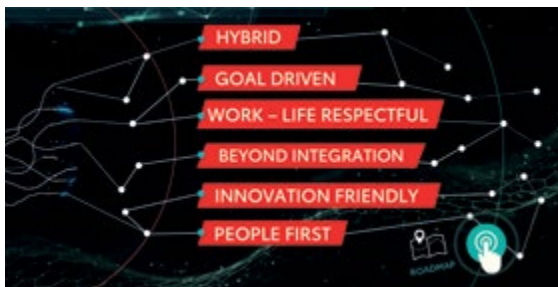 HYBRID
GOAL DRIVEN
WORK – LIFE RESPECTFUL
BEYOND INTEGRATION
INNOVATION FRIENDLY
PEOPLE FIRST
ROADMAP